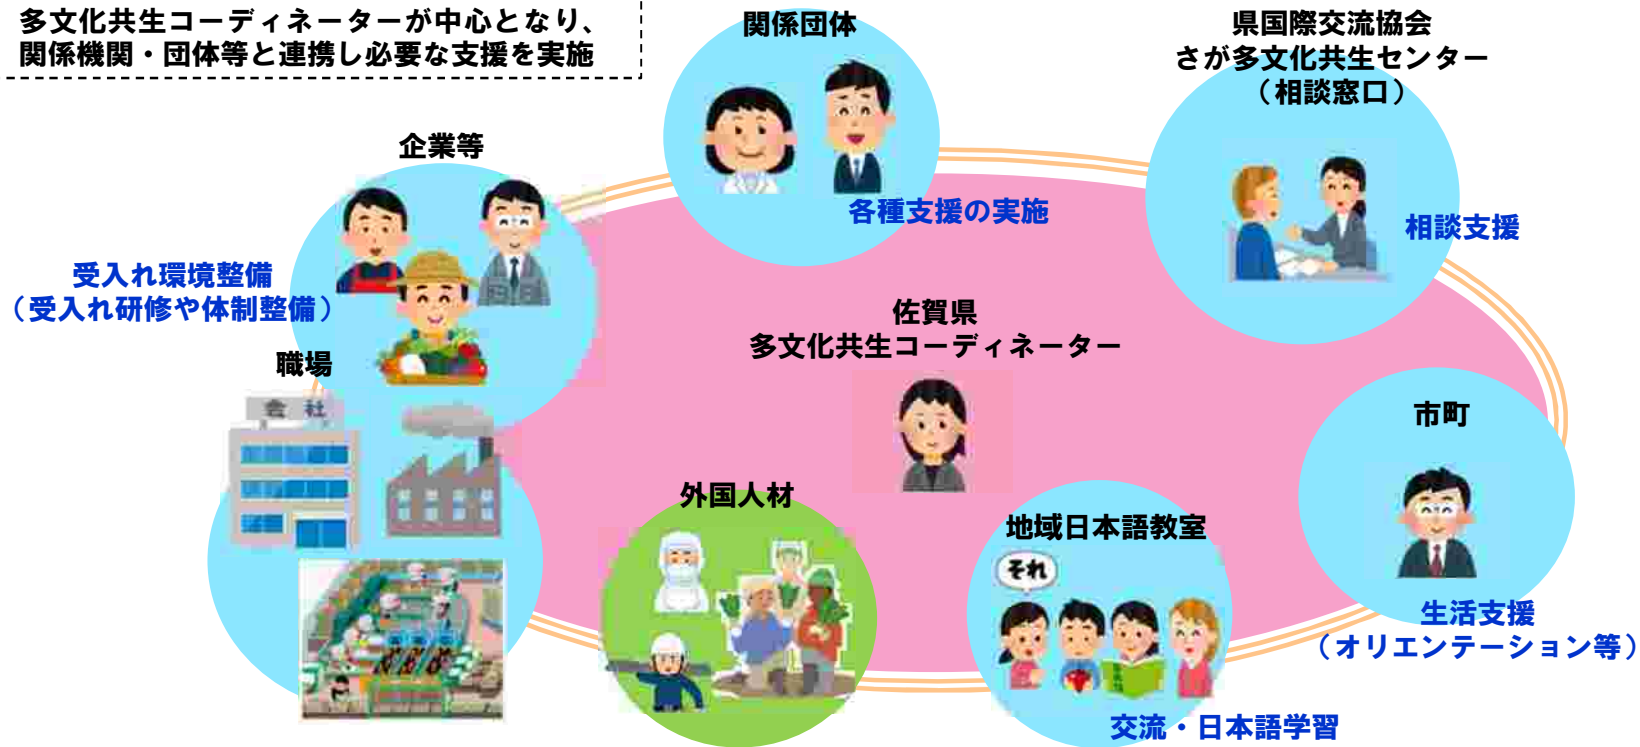 多文化共生コーディネーターが中心となり、
関係機関・団体等と連携し必要な支援を実施
関係団体
各種支援の実施
県国際交流協会
さが多文化共生センター
（相談窓口）
相談支援
企業等
受入れ環境整備
（受入れ研修や体制整備）
職場
会社
佐賀県
多文化共生コーディネーター
市町
生活支援
（オリエンテーション等）
外国人材
地域日本語教室
それ
交流・日本語学習